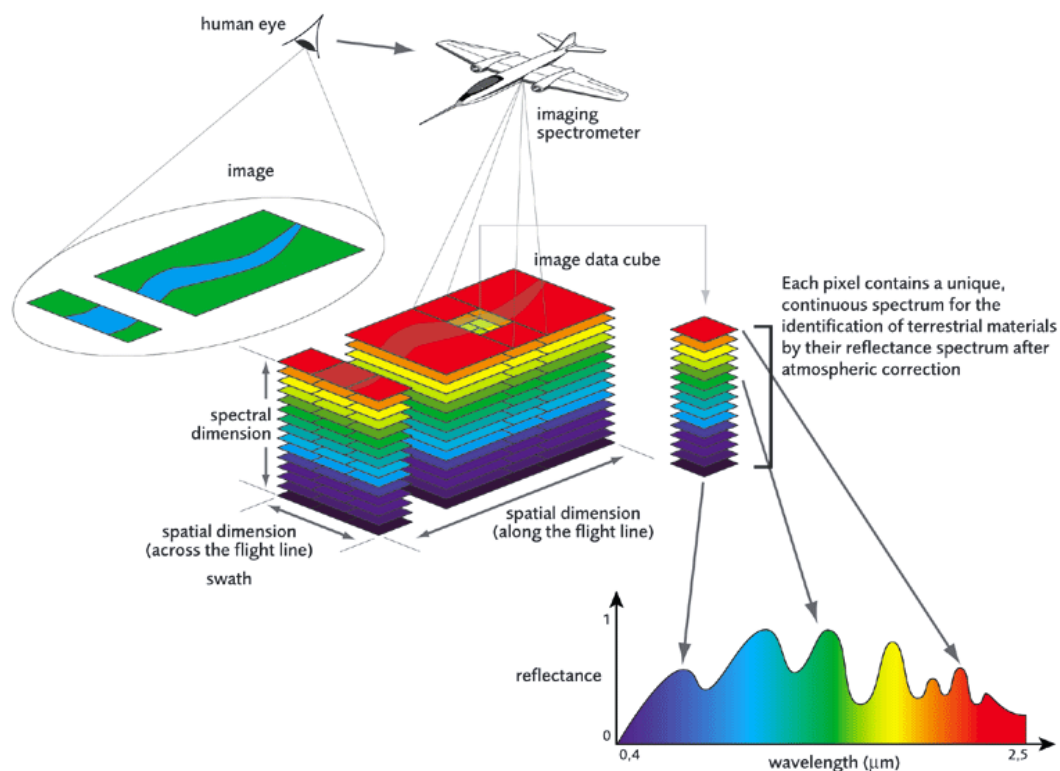 human eye
imaging
spectrometer
image
image data cube
Each pixel contains a unique,
continuous spectrum for the
identification of terrestrial materials
by their reflectance spectrum after
atmospheric correction
spectral
dimension
spatial dimension
(across the flight line)
swath
spatial dimension
(along the flight line)
1
reflectance
0
0,4
2,5
wavelength (μm)